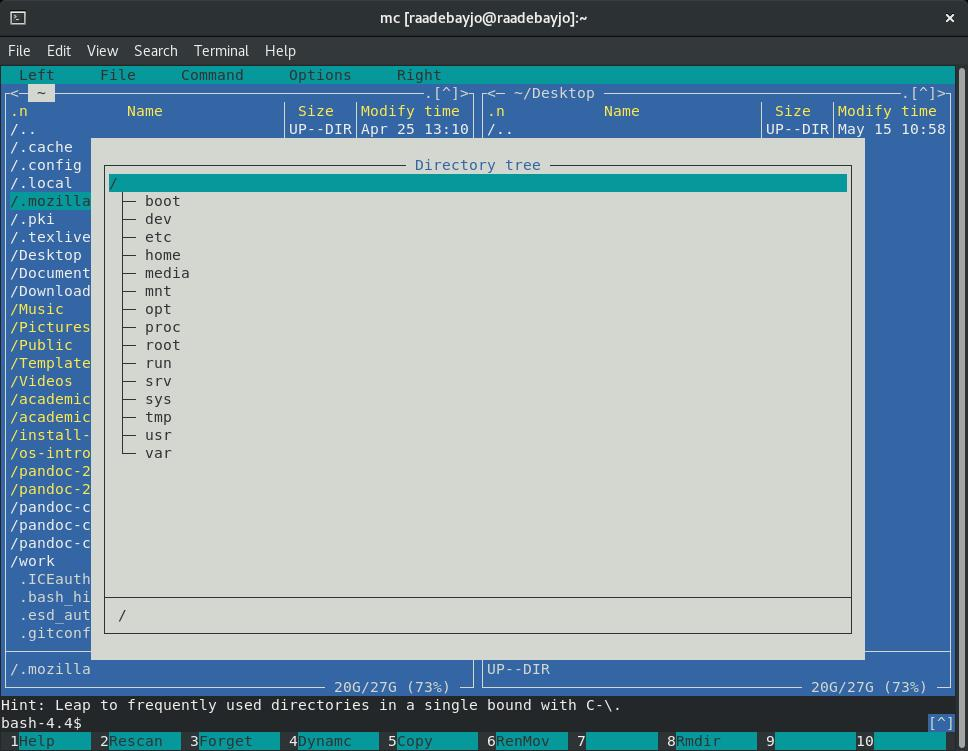 mc [raadebayjo@raadebayjo]:~
File Edit View Search Terminal Help
Left File Command Options Right
<─ ~ ─.[^]>
<─ ~/Desktop ─.[^]>
.n Name Size Modify time .n Name Size Modify time
/.. UP--DIR Apr 25 13:10 /.. UP--DIR May 15 10:58
/.cache
/.config
/.local
/.mozilla
/.pki
/.texlive
/Desktop
/Document
/Download
/Music
/Pictures
/Public
/Template
/Videos
/academic
/academic
/install-
/os-intro
/pandoc-2
/pandoc-2
/pandoc-c
/pandoc-c
/pandoc-c
/work
.ICEauth
.bash_hi
.esd_aut
.gitconf
Directory tree
/
boot
dev
etc
home
media
mnt
opt
proc
root
run
srv
sys
tmp
usr
var
/
/.mozilla UP--DIR
20G/27G (73%) 20G/27G (73%)
Hint: Leap to frequently used directories in a single bound with C-\.
bash-4.4$ [^]
1Help 2Rescan 3Forget 4Dynamc 5Copy 6RenMov 7 8Rmdir 9 10